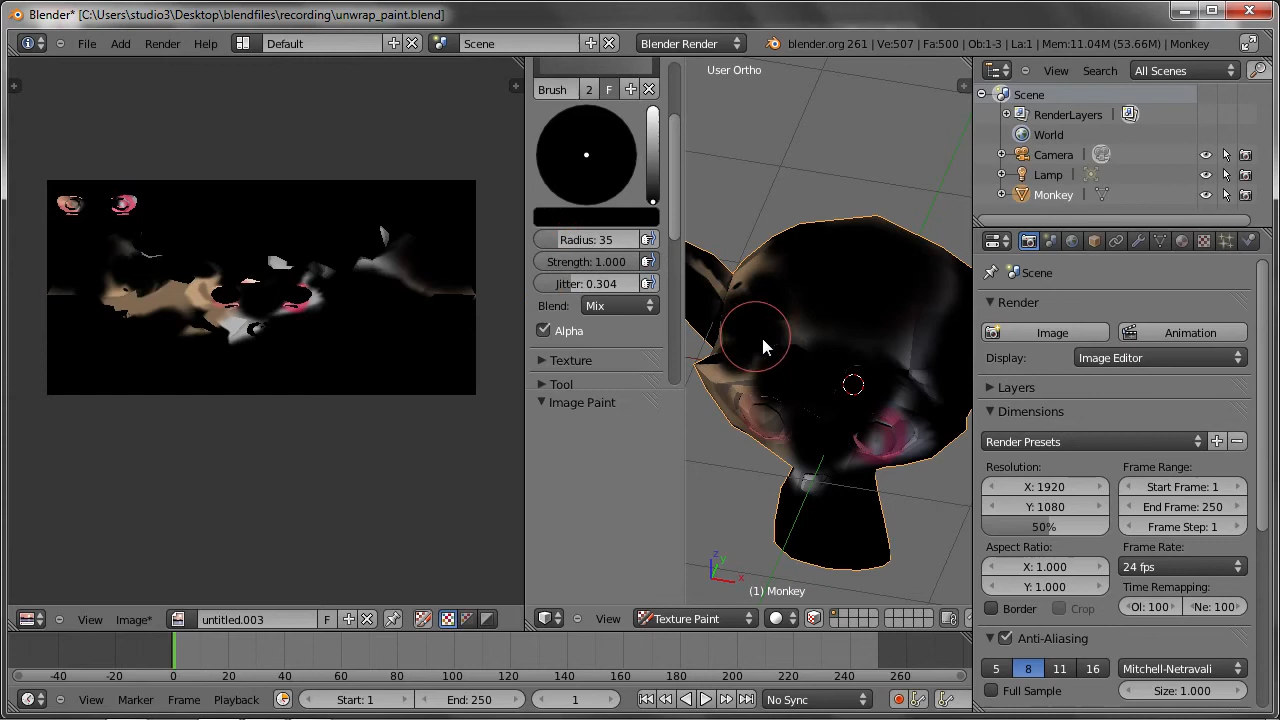 Blender* [C:\Users\studio3\Desktop\blendfiles\recording\unwrap_paint.blend]
File Add Render Help Default Scene Blender Render blender.org 261 | Ve:507 | Fa:500 | Ob:1-3 | La:1 | Mem:11.04M (53.66M) | Monkey
User Ortho
View Search All Scenes
Brush 2 F
Scene
RenderLayers
World
Camera
Lamp
Monkey
Radius: 35
Strength: 1.000
Jitter: 0.304
Blend: Mix
Alpha
Texture
Tool
Image Paint
Scene
Render
Image Animation
Display: Image Editor
Layers
Dimensions
Render Presets
Resolution: Frame Range:
X: 1920 Start Frame: 1
Y: 1080 End Frame: 250
50% Frame Step: 1
Aspect Ratio: Frame Rate:
X: 1.000 24 fps
Y: 1.000 Time Remapping:
Border Crop Ol: 100 Ne: 100
Anti-Aliasing
5 8 11 16 Mitchell-Netravali
Full Sample Size: 1.000
z
y
x
(1) Monkey
View Image* untitled.003 F
View Texture Paint
-40 -20 0 20 40 60 80 100 120 140 160 180 200 220 240 260
View Marker Frame Playback Start: 1 End: 250 1 No Sync